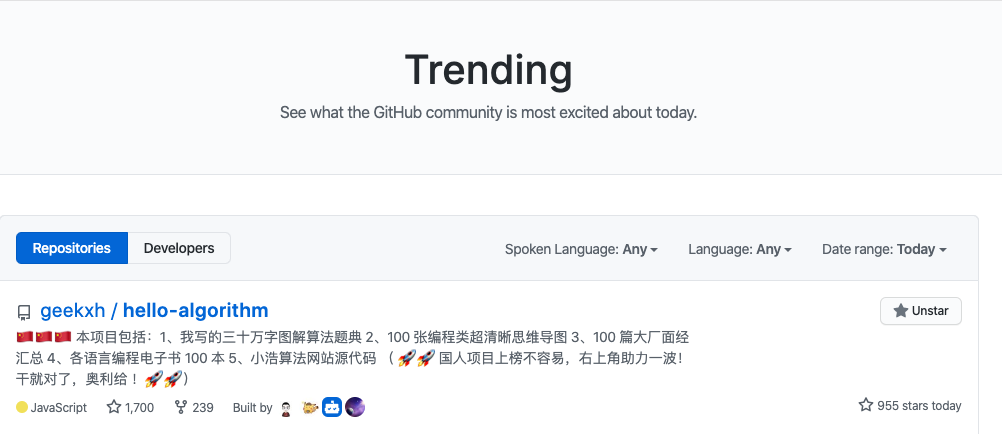 Trending
See what the GitHub community is most excited about today.
Repositories Developers Spoken Language: Any Language: Any Date range: Today
geekxh / hello-algorithm Unstar
🇨🇳🇨🇳🇨🇳 本项目包括：1、我写的三十万字图解算法题典 2、100 张编程类超清晰思维导图 3、100 篇大厂面经
汇总 4、各语言编程电子书 100 本 5、小浩算法网站源代码 （ 🚀🚀 国人项目上榜不容易，右上角助力一波！
干就对了，奥利给 ！🚀🚀）
JavaScript 1,700 239 Built by 955 stars today